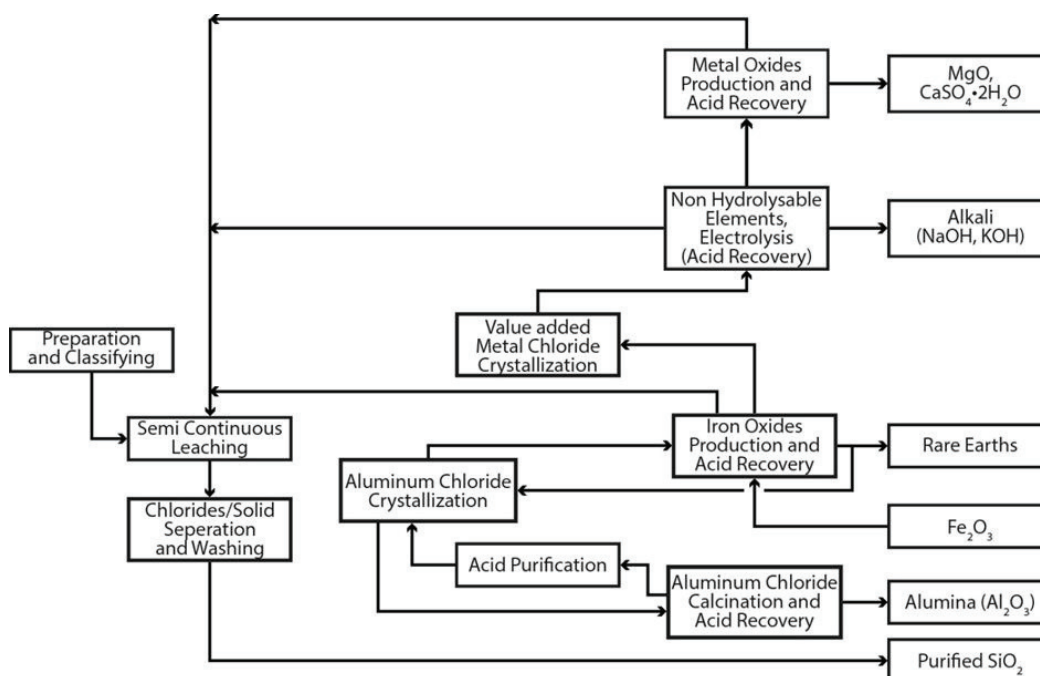 Metal Oxides
Production and
Acid Recovery
MgO,
CaSO₄•2H₂O
Non Hydrolysable
Elements,
Electrolysis
(Acid Recovery)
Alkali
(NaOH, KOH)
Value added
Metal Chloride
Crystallization
Preparation
and Classifying
Semi Continuous
Leaching
Iron Oxides
Production and
Acid Recovery
Rare Earths
Aluminum Chloride
Crystallization
Chlorides/Solid
Seperation
and Washing
Fe₂O₃
Acid Purification
Aluminum Chloride
Calcination and
Acid Recovery
Alumina (Al₂O₃)
Purified SiO₂